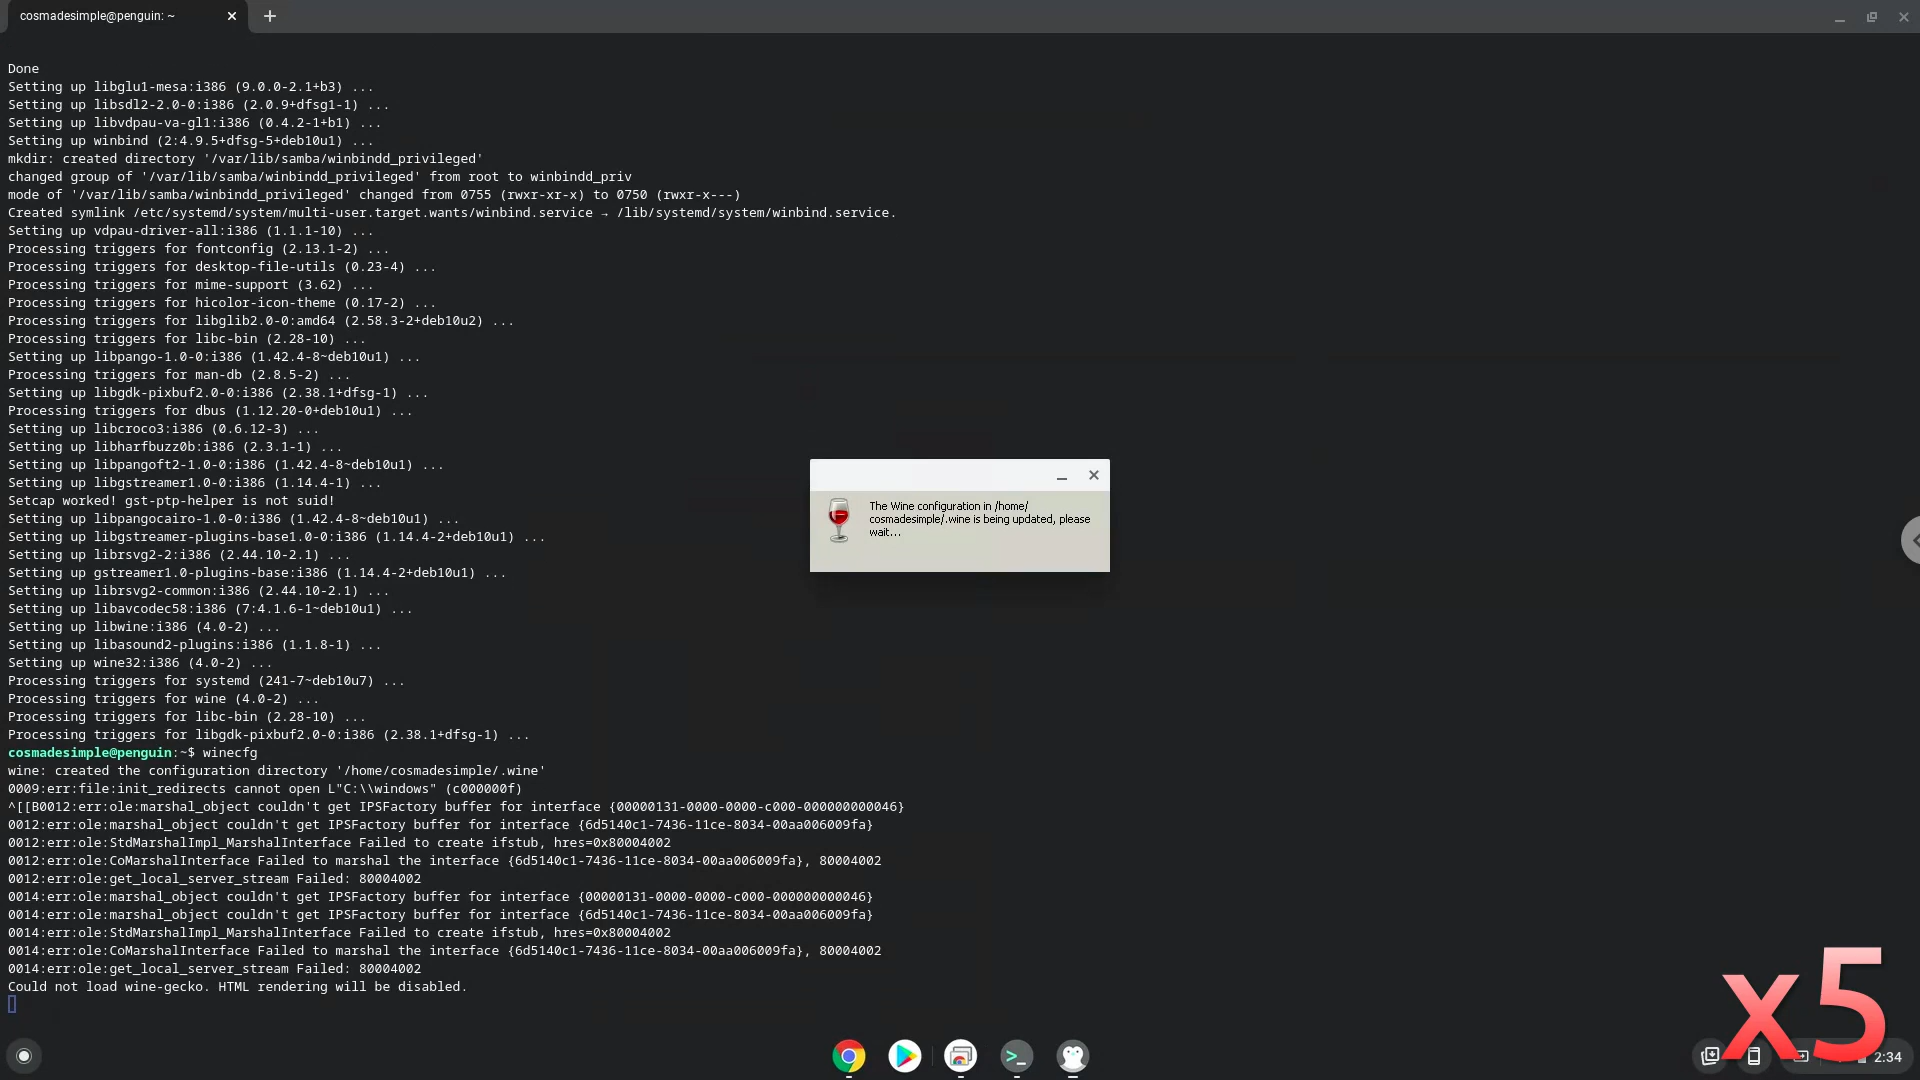 cosmadesimple@penguin: ~
Done
Setting up libglu1-mesa:i386 (9.0.0-2.1+b3) ...
Setting up libsdl2-2.0-0:i386 (2.0.9+dfsg1-1) ...
Setting up libvdpau-va-gl1:i386 (0.4.2-1+b1) ...
Setting up winbind (2:4.9.5+dfsg-5+deb10u1) ...
mkdir: created directory '/var/lib/samba/winbindd_privileged'
changed group of '/var/lib/samba/winbindd_privileged' from root to winbindd_priv
mode of '/var/lib/samba/winbindd_privileged' changed from 0755 (rwxr-xr-x) to 0750 (rwxr-x---)
Created symlink /etc/systemd/system/multi-user.target.wants/winbind.service → /lib/systemd/system/winbind.service.
Setting up vdpau-driver-all:i386 (1.1.1-10) ...
Processing triggers for fontconfig (2.13.1-2) ...
Processing triggers for desktop-file-utils (0.23-4) ...
Processing triggers for mime-support (3.62) ...
Processing triggers for hicolor-icon-theme (0.17-2) ...
Processing triggers for libglib2.0-0:amd64 (2.58.3-2+deb10u2) ...
Processing triggers for libc-bin (2.28-10) ...
Setting up libpango-1.0-0:i386 (1.42.4-8~deb10u1) ...
Processing triggers for man-db (2.8.5-2) ...
Setting up libgdk-pixbuf2.0-0:i386 (2.38.1+dfsg-1) ...
Processing triggers for dbus (1.12.20-0+deb10u1) ...
Setting up libcroco3:i386 (0.6.12-3) ...
Setting up libharfbuzz0b:i386 (2.3.1-1) ...
Setting up libpangoft2-1.0-0:i386 (1.42.4-8~deb10u1) ...
Setting up libgstreamer1.0-0:i386 (1.14.4-1) ...
Setcap worked! gst-ptp-helper is not suid!
Setting up libpangocairo-1.0-0:i386 (1.42.4-8~deb10u1) ...
Setting up libgstreamer-plugins-base1.0-0:i386 (1.14.4-2+deb10u1) ...
Setting up librsvg2-2:i386 (2.44.10-2.1) ...
Setting up gstreamer1.0-plugins-base:i386 (1.14.4-2+deb10u1) ...
Setting up librsvg2-common:i386 (2.44.10-2.1) ...
Setting up libavcodec58:i386 (7:4.1.6-1~deb10u1) ...
Setting up libwine:i386 (4.0-2) ...
Setting up libasound2-plugins:i386 (1.1.8-1) ...
Setting up wine32:i386 (4.0-2) ...
Processing triggers for systemd (241-7~deb10u7) ...
Processing triggers for wine (4.0-2) ...
Processing triggers for libc-bin (2.28-10) ...
Processing triggers for libgdk-pixbuf2.0-0:i386 (2.38.1+dfsg-1) ...
cosmadesimple@penguin:~$ winecfg
wine: created the configuration directory '/home/cosmadesimple/.wine'
0009:err:file:init_redirects cannot open L"C:\\windows" (c000000f)
^[[B0012:err:ole:marshal_object couldn't get IPSFactory buffer for interface {00000131-0000-0000-c000-000000000046}
0012:err:ole:marshal_object couldn't get IPSFactory buffer for interface {6d5140c1-7436-11ce-8034-00aa006009fa}
0012:err:ole:StdMarshalImpl_MarshalInterface Failed to create ifstub, hres=0x80004002
0012:err:ole:CoMarshalInterface Failed to marshal the interface {6d5140c1-7436-11ce-8034-00aa006009fa}, 80004002
0012:err:ole:get_local_server_stream Failed: 80004002
0014:err:ole:marshal_object couldn't get IPSFactory buffer for interface {00000131-0000-0000-c000-000000000046}
0014:err:ole:marshal_object couldn't get IPSFactory buffer for interface {6d5140c1-7436-11ce-8034-00aa006009fa}
0014:err:ole:StdMarshalImpl_MarshalInterface Failed to create ifstub, hres=0x80004002
0014:err:ole:CoMarshalInterface Failed to marshal the interface {6d5140c1-7436-11ce-8034-00aa006009fa}, 80004002
0014:err:ole:get_local_server_stream Failed: 80004002
Could not load wine-gecko. HTML rendering will be disabled.
The Wine configuration in /home/
cosmadesimple/.wine is being updated, please
wait...
x5
2:34